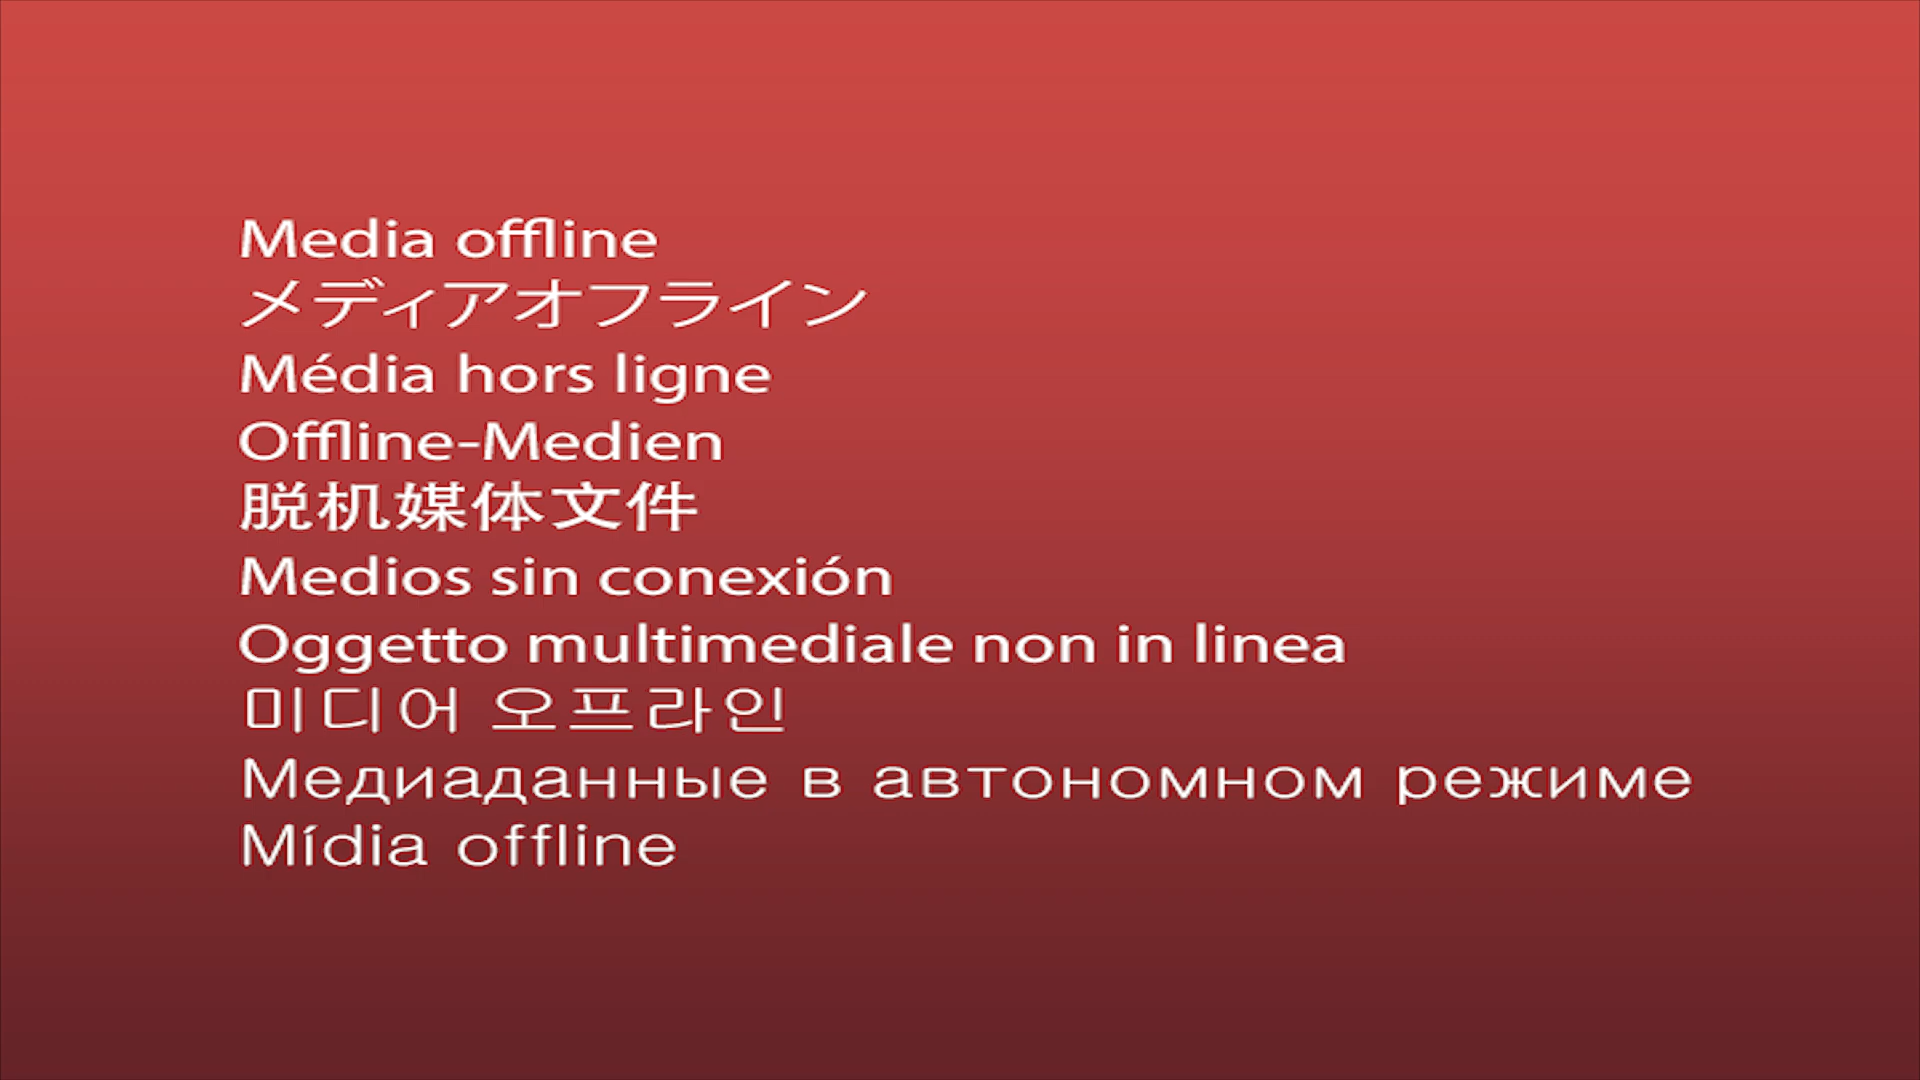 Media offline
メディアオフライン
Média hors ligne
Offline-Medien
脱机媒体文件
Medios sin conexión
Oggetto multimediale non in linea
미디어 오프라인
Медиаданные в автономном режиме
Mídia offline